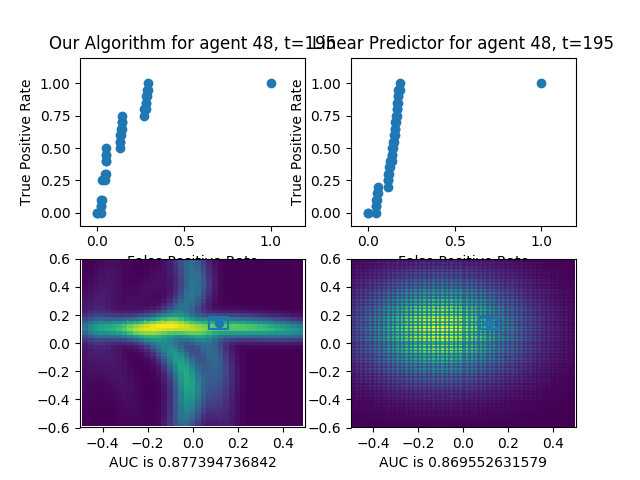 Our Algorithm for agent 48, t=195
Linear Predictor for agent 48, t=195
True Positive Rate
1.00
0.75
0.50
0.25
0.00
0.0 0.5 1.0
False Positive Rate
True Positive Rate
1.00
0.75
0.50
0.25
0.00
0.0 0.5 1.0
False Positive Rate
0.6
0.4
0.2
0.0
−0.2
−0.4
−0.6
−0.4 −0.2 0.0 0.2 0.4
AUC is 0.877394736842
0.6
0.4
0.2
0.0
−0.2
−0.4
−0.6
−0.4 −0.2 0.0 0.2 0.4
AUC is 0.869552631579